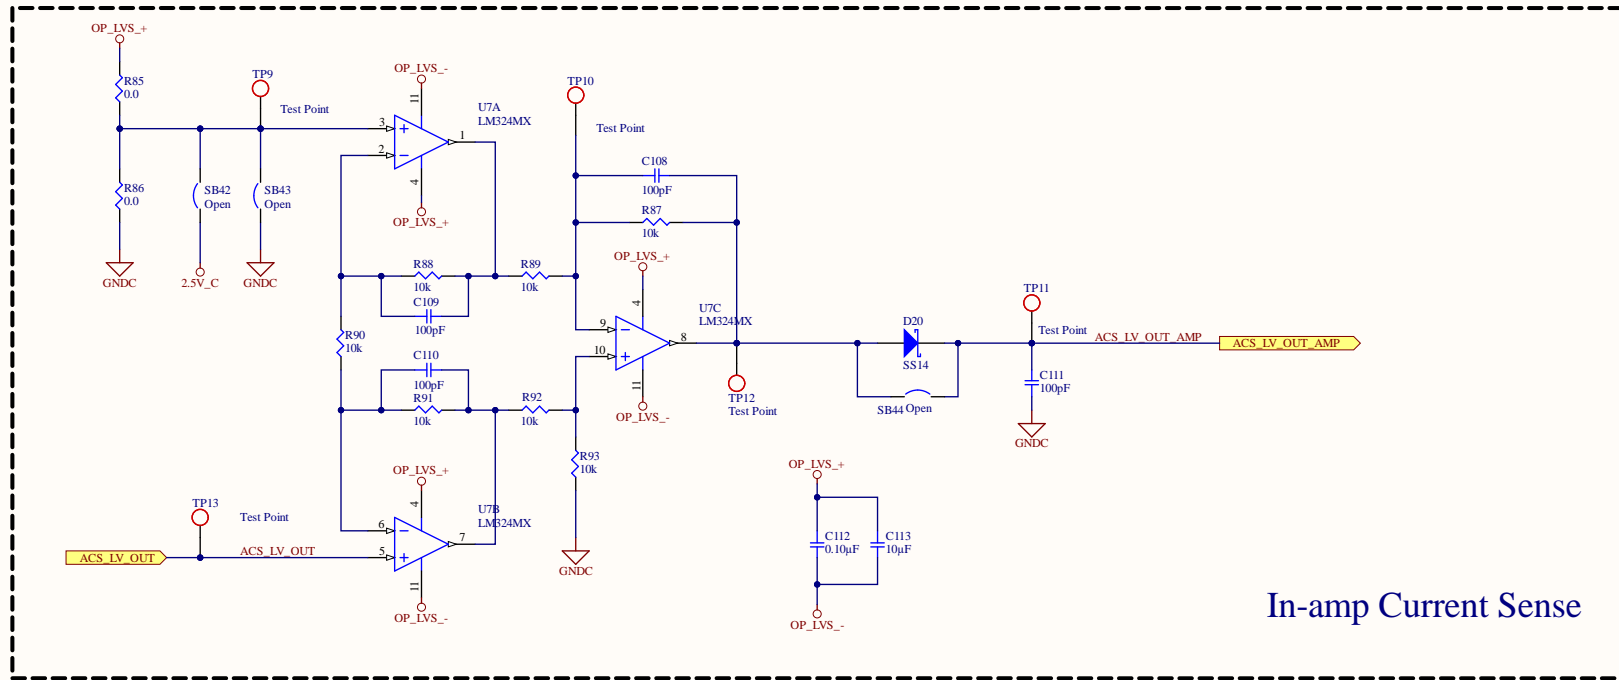 OP_LVS_+
R85
0.0
TP9
Test Point
OP_LVS_-
11
U7A
LM324MX
3
2
1
4
OP_LVS_+
R86
0.0
SB42
Open
SB43
Open
GNDC
2.5V_C
GNDC
TP10
Test Point
C108
100pF
R87
10k
R88
10k
C109
100pF
R89
10k
R90
10k
C110
100pF
R91
10k
R92
10k
R93
10k
GNDC
OP_LVS_+
4
U7C
LM324MX
9
10
8
11
OP_LVS_-
TP12
Test Point
D20
SS14
SB44 Open
TP11
Test Point
ACS_LV_OUT_AMP
ACS_LV_OUT_AMP
C111
100pF
GNDC
OP_LVS_+
4
U7B
LM324MX
6
5
7
11
OP_LVS_-
TP13
Test Point
ACS_LV_OUT
ACS_LV_OUT
OP_LVS_+
C112
0.10µF
C113
10µF
OP_LVS_-
In-amp Current Sense